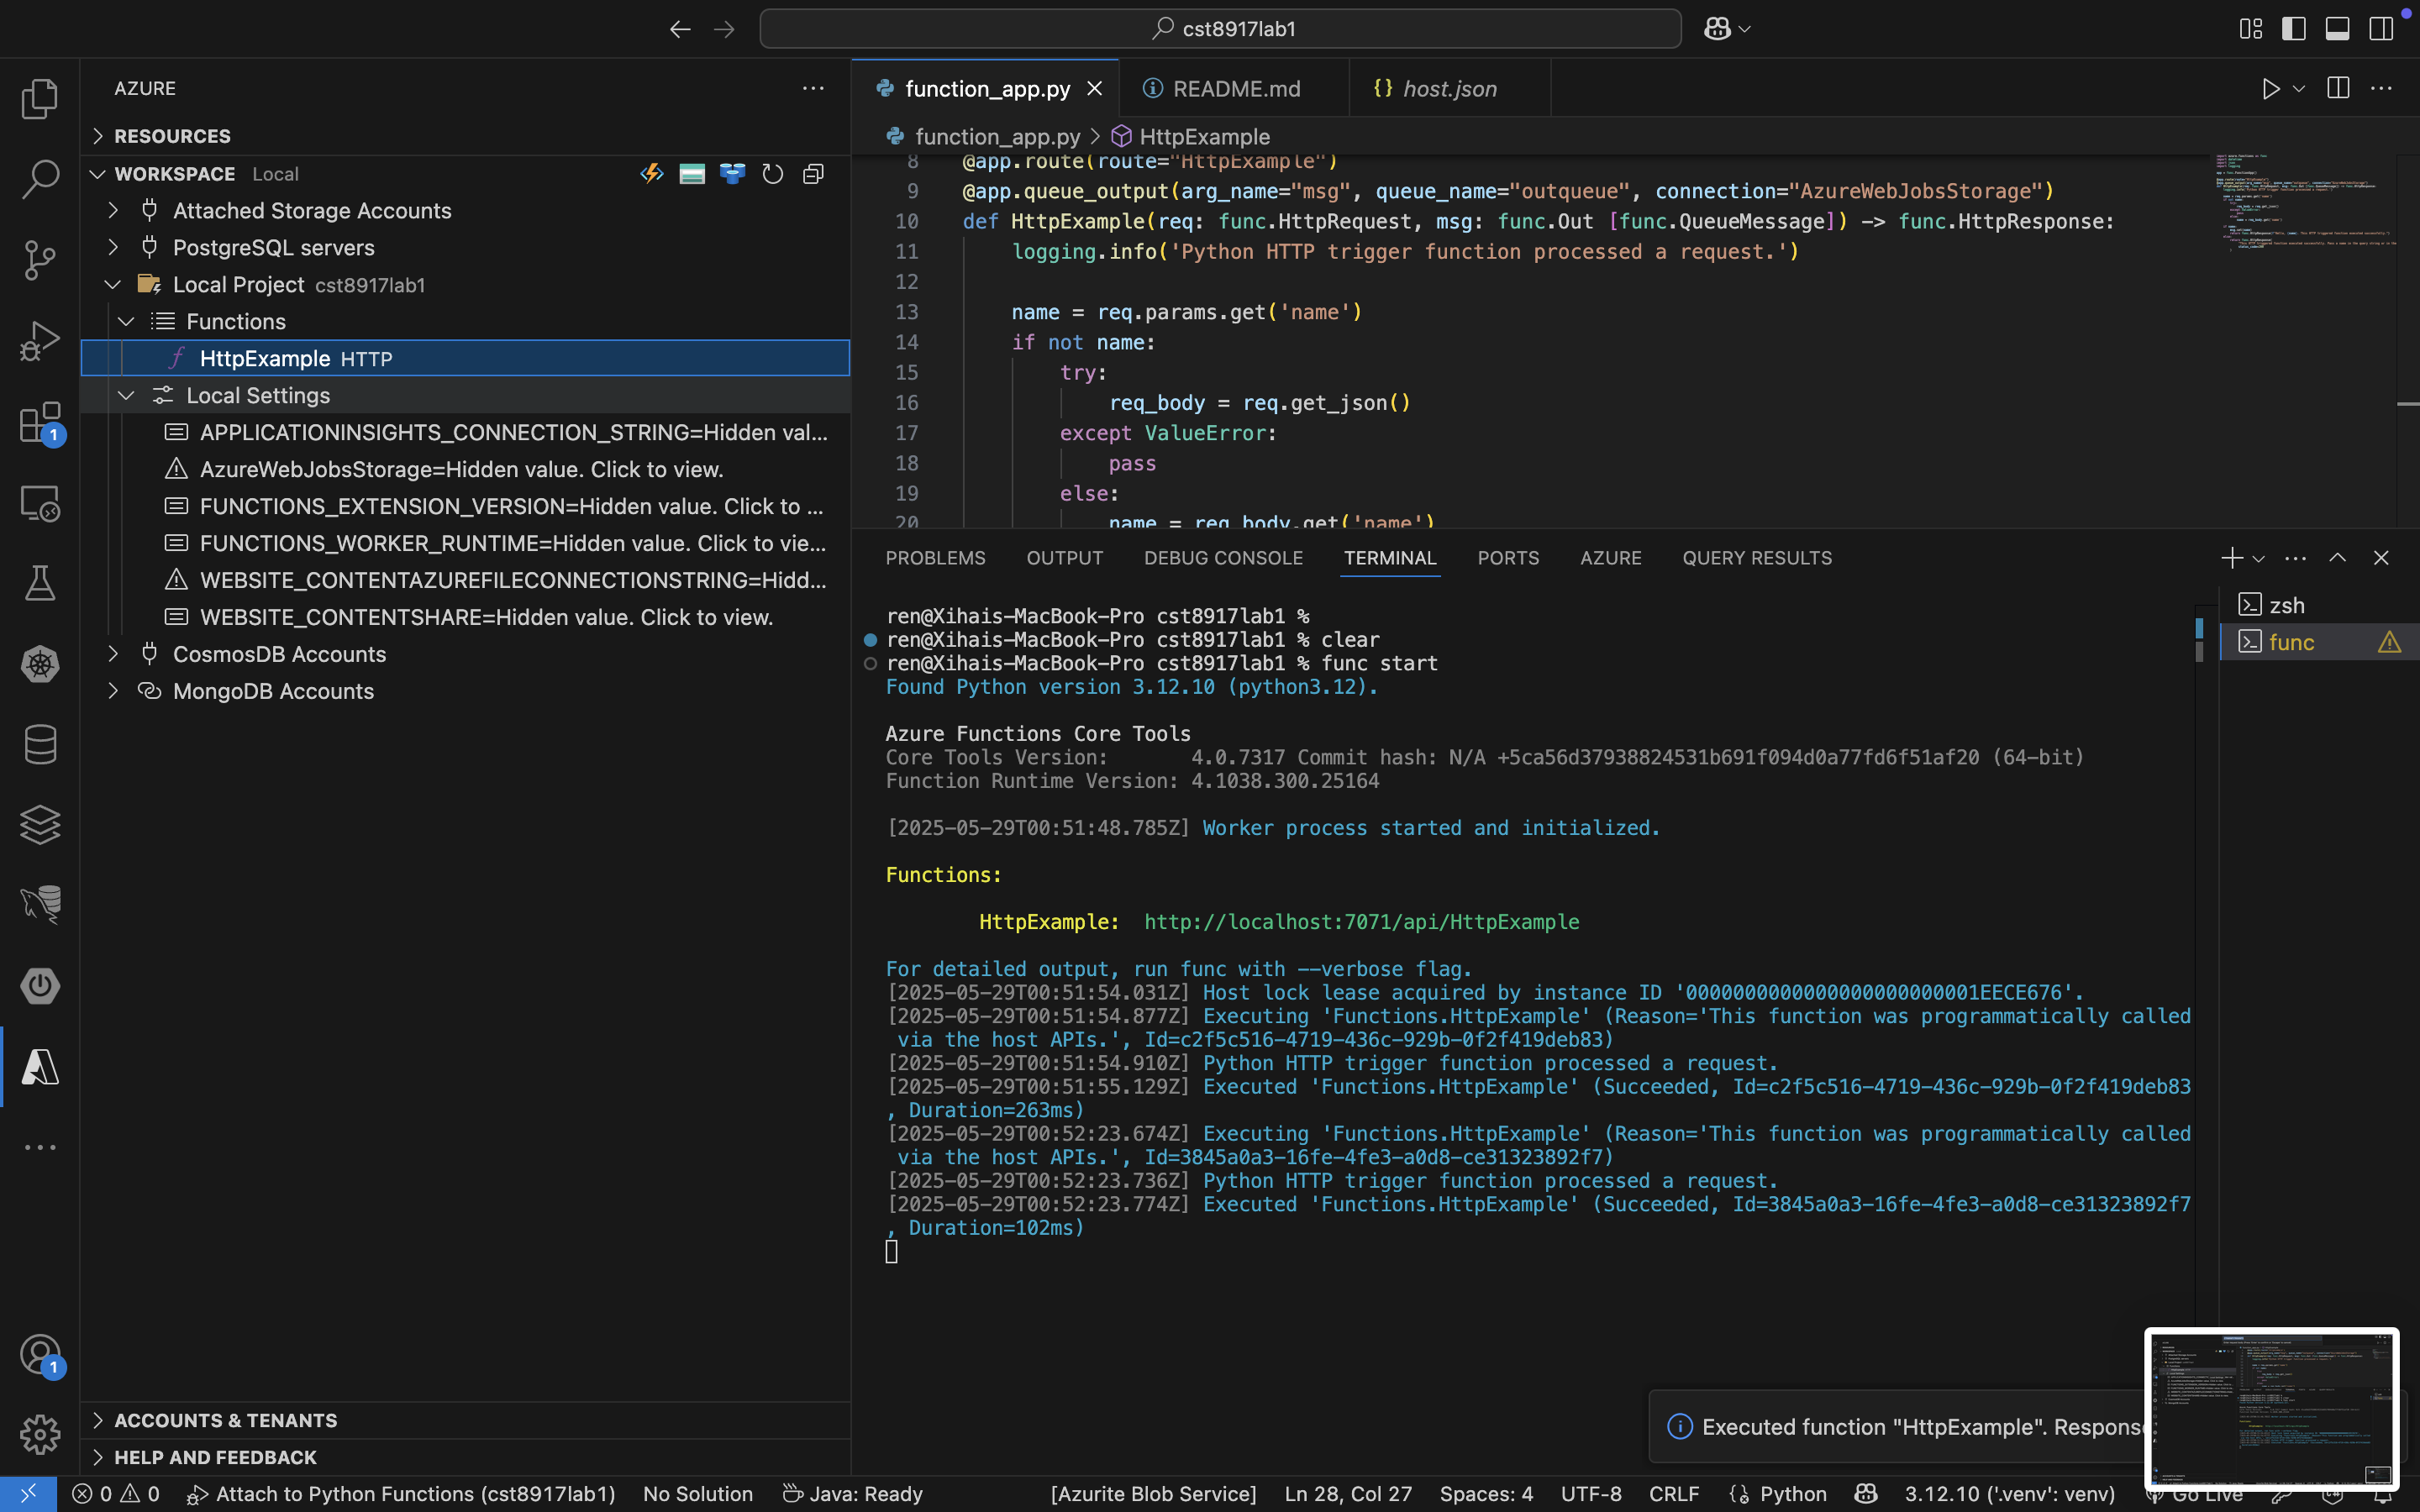 cst8917lab1
AZURE
RESOURCES
WORKSPACE Local
Attached Storage Accounts
PostgreSQL servers
Local Project cst8917lab1
Functions
HttpExample HTTP
Local Settings
APPLICATIONINSIGHTS_CONNECTION_STRING=Hidden val...
AzureWebJobsStorage=Hidden value. Click to view.
FUNCTIONS_EXTENSION_VERSION=Hidden value. Click to ...
FUNCTIONS_WORKER_RUNTIME=Hidden value. Click to vie...
WEBSITE_CONTENTAZUREFILECONNECTIONSTRING=Hidd...
WEBSITE_CONTENTSHARE=Hidden value. Click to view.
CosmosDB Accounts
MongoDB Accounts
1
1
ACCOUNTS & TENANTS
HELP AND FEEDBACK
function_app.py README.md host.json
function_app.py > HttpExample
8 @app.route(route="HttpExample")
9 @app.queue_output(arg_name="msg", queue_name="outqueue", connection="AzureWebJobsStorage")
10 def HttpExample(req: func.HttpRequest, msg: func.Out [func.QueueMessage]) -> func.HttpResponse:
11 logging.info('Python HTTP trigger function processed a request.')
12
13 name = req.params.get('name')
14 if not name:
15 try:
16 req_body = req.get_json()
17 except ValueError:
18 pass
19 else:
20 name = req_body.get('name')
PROBLEMS OUTPUT DEBUG CONSOLE TERMINAL PORTS AZURE QUERY RESULTS
zsh
func
ren@Xihais-MacBook-Pro cst8917lab1 %
ren@Xihais-MacBook-Pro cst8917lab1 % clear
ren@Xihais-MacBook-Pro cst8917lab1 % func start
Found Python version 3.12.10 (python3.12).
Azure Functions Core Tools
Core Tools Version: 4.0.7317 Commit hash: N/A +5ca56d37938824531b691f094d0a77fd6f51af20 (64-bit)
Function Runtime Version: 4.1038.300.25164
[2025-05-29T00:51:48.785Z] Worker process started and initialized.
Functions:
HttpExample: http://localhost:7071/api/HttpExample
For detailed output, run func with --verbose flag.
[2025-05-29T00:51:54.031Z] Host lock lease acquired by instance ID '0000000000000000000000001EECE676'.
[2025-05-29T00:51:54.877Z] Executing 'Functions.HttpExample' (Reason='This function was programmatically called
via the host APIs.', Id=c2f5c516-4719-436c-929b-0f2f419deb83)
[2025-05-29T00:51:54.910Z] Python HTTP trigger function processed a request.
[2025-05-29T00:51:55.129Z] Executed 'Functions.HttpExample' (Succeeded, Id=c2f5c516-4719-436c-929b-0f2f419deb83
, Duration=263ms)
[2025-05-29T00:52:23.674Z] Executing 'Functions.HttpExample' (Reason='This function was programmatically called
via the host APIs.', Id=3845a0a3-16fe-4fe3-a0d8-ce31323892f7)
[2025-05-29T00:52:23.736Z] Python HTTP trigger function processed a request.
[2025-05-29T00:52:23.774Z] Executed 'Functions.HttpExample' (Succeeded, Id=3845a0a3-16fe-4fe3-a0d8-ce31323892f7
, Duration=102ms)
Executed function "HttpExample". Response
0 0 Attach to Python Functions (cst8917lab1) No Solution Java: Ready [Azurite Blob Service] Ln 28, Col 27 Spaces: 4 UTF-8 CRLF Python 3.12.10 ('.venv': venv) Go Live